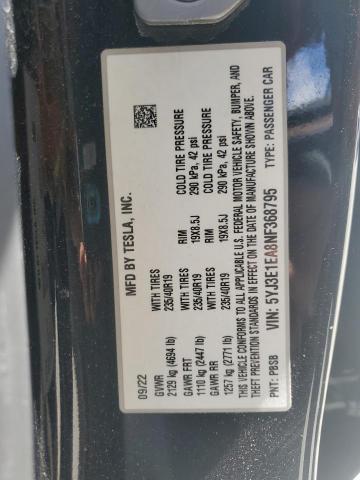 MFD BY TESLA, INC.
09/22
GVWR WITH TIRES RIM COLD TIRE PRESSURE
2129 kg (4694 lb) 235/40R19 19X8.5J 290 kPa, 42 psi
GAWR FRT WITH TIRES RIM COLD TIRE PRESSURE
1110 kg (2447 lb) 235/40R19 19X8.5J 290 kPa, 42 psi
GAWR RR
1257 kg (2771 lb)
THIS VEHICLE CONFORMS TO ALL APPLICABLE U.S. FEDERAL MOTOR VEHICLE SAFETY, BUMPER, AND
THEFT PREVENTION STANDARDS IN EFFECT ON THE DATE OF MANUFACTURE SHOWN ABOVE.
VIN: 5YJ3E1EA8NF368795
PNT: PBSB TYPE: PASSENGER CAR